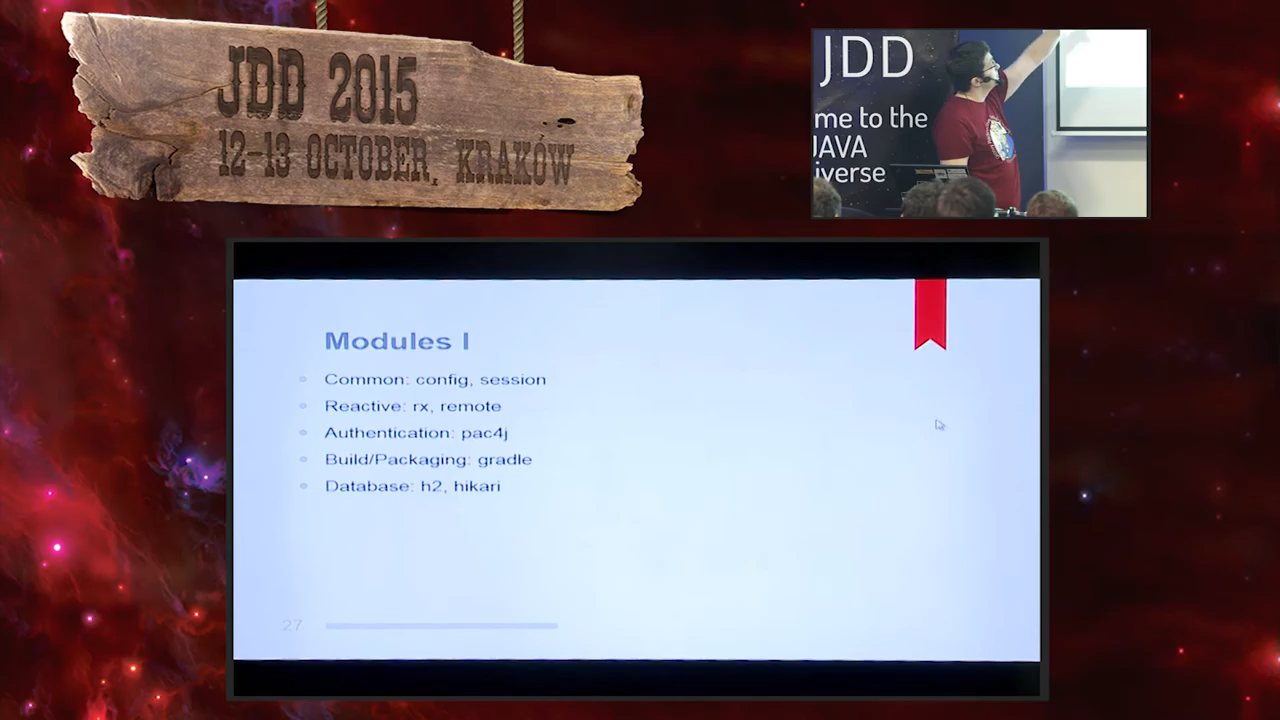 JDD 2015
12-13 OCTOBER, KRAKÓW
JDD
me to the
JAVA
iverse
Modules I
Common: config, session
Reactive: rx, remote
Authentication: pac4j
Build/Packaging: gradle
Database: h2, hikari
27